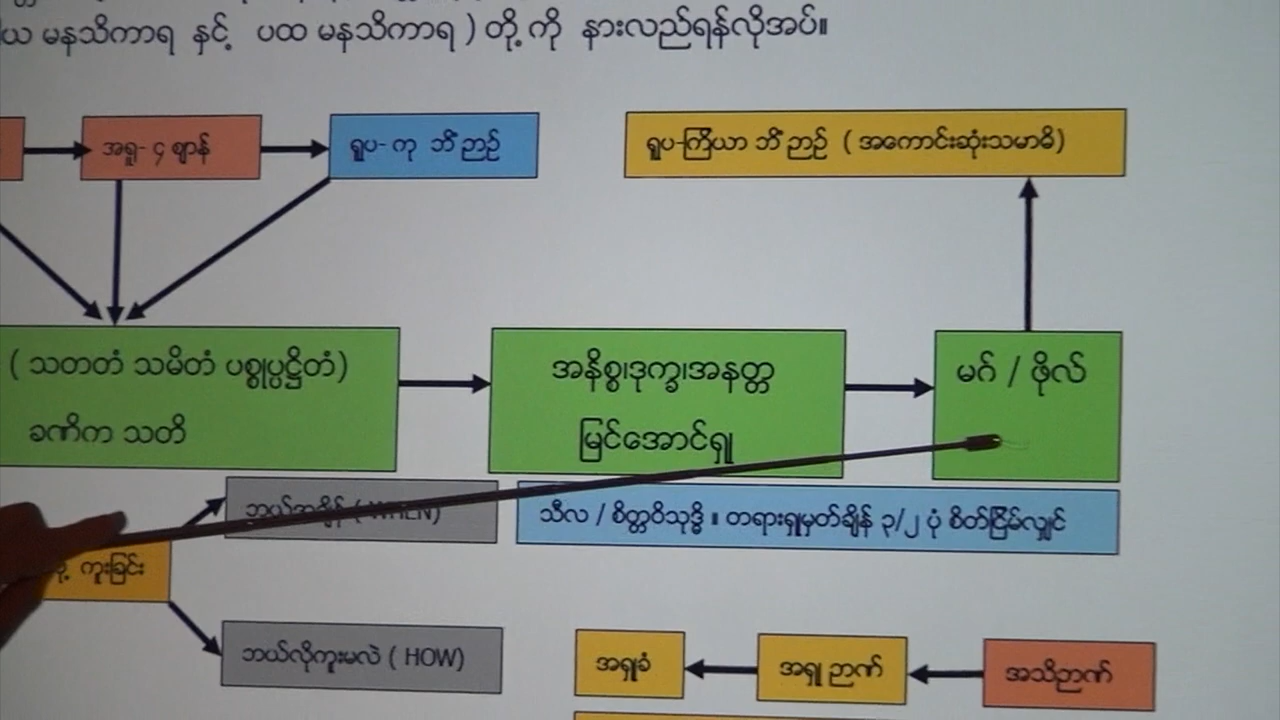 မနသိကာရ နှင့် ပထ မနသိကာရ ) တို့ ကို နားလည်ရန်လိုအပ်။
အရူ- ၄ ဈာန်
ရူပ- ကု ဘိ ဉာဉ်
ရူပ-ကြိယာ ဘိ ဉာဉ် ( အကောင်းဆုံးသမာဓိ)
( သတတံ သမိတံ ပစ္စုပ္ပဋ္ဌိတံ)
ခဏိက သတိ
အနိစ္စ၊ဒုက္ခ၊အနတ္တ
မြင်အောင်ရှု
မဂ် / ဖိုလ်
ဘယ်အချိန် ( WHEN)
သီလ / စိတ္တဝိသုဒ္ဓိ ။ တရားရှုမှတ်ချိန် ၃/၂ ပုံ စိတ်ငြိမ်လျှင်
ကူးခြင်း
ဘယ်လိုကူးမလဲ ( HOW)
အရှုခံ
အရှု ဉာဏ်
အသိဉာဏ်